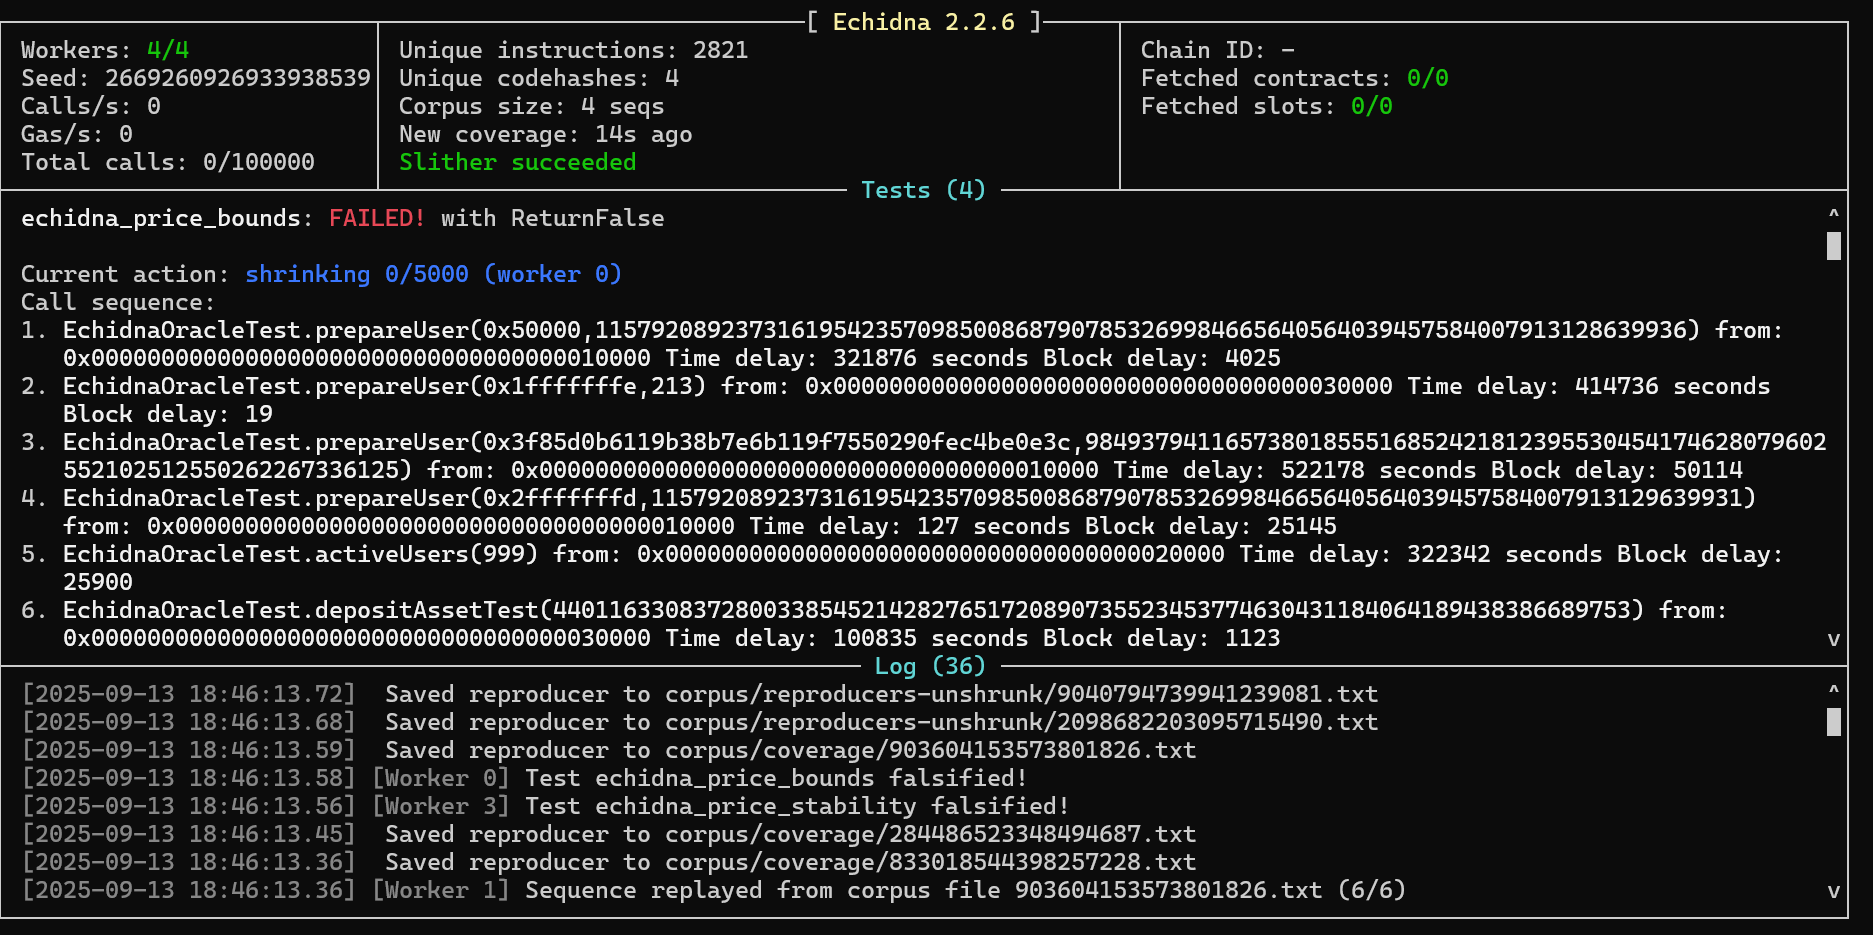 [ Echidna 2.2.6 ]
Workers: 4/4
Seed: 2669260926933938539
Calls/s: 0
Gas/s: 0
Total calls: 0/100000
Unique instructions: 2821
Unique codehashes: 4
Corpus size: 4 seqs
New coverage: 14s ago
Slither succeeded
Chain ID: -
Fetched contracts: 0/0
Fetched slots: 0/0
Tests (4)
echidna_price_bounds: FAILED! with ReturnFalse
Current action: shrinking 0/5000 (worker 0)
Call sequence:
1. EchidnaOracleTest.prepareUser(0x50000,115792089237316195423570985008687907853269984665640564039457584007913128639936) from:
0x0000000000000000000000000000000000010000 Time delay: 321876 seconds Block delay: 4025
2. EchidnaOracleTest.prepareUser(0x1fffffffe,213) from: 0x0000000000000000000000000000000000030000 Time delay: 414736 seconds
Block delay: 19
3. EchidnaOracleTest.prepareUser(0x3f85d0b6119b38b7e6b119f7550290fec4be0e3c,98493794116573801855516852421812395530454174628079602
552102512550262267336125) from: 0x0000000000000000000000000000000000010000 Time delay: 522178 seconds Block delay: 50114
4. EchidnaOracleTest.prepareUser(0x2fffffffd,115792089237316195423570985008687907853269984665640564039457584007913129639931)
from: 0x0000000000000000000000000000000000010000 Time delay: 127 seconds Block delay: 25145
5. EchidnaOracleTest.activeUsers(999) from: 0x0000000000000000000000000000000000020000 Time delay: 322342 seconds Block delay:
25900
6. EchidnaOracleTest.depositAssetTest(44011633083728003385452142827651720890735523453774630431184064189438386689753) from:
0x0000000000000000000000000000000000030000 Time delay: 100835 seconds Block delay: 1123
Log (36)
[2025-09-13 18:46:13.72]  Saved reproducer to corpus/reproducers-unshrunk/9040794739941239081.txt
[2025-09-13 18:46:13.68]  Saved reproducer to corpus/reproducers-unshrunk/2098682203095715490.txt
[2025-09-13 18:46:13.59]  Saved reproducer to corpus/coverage/903604153573801826.txt
[2025-09-13 18:46:13.58] [Worker 0] Test echidna_price_bounds falsified!
[2025-09-13 18:46:13.56] [Worker 3] Test echidna_price_stability falsified!
[2025-09-13 18:46:13.45]  Saved reproducer to corpus/coverage/284486523348494687.txt
[2025-09-13 18:46:13.36]  Saved reproducer to corpus/coverage/833018544398257228.txt
[2025-09-13 18:46:13.36] [Worker 1] Sequence replayed from corpus file 903604153573801826.txt (6/6)